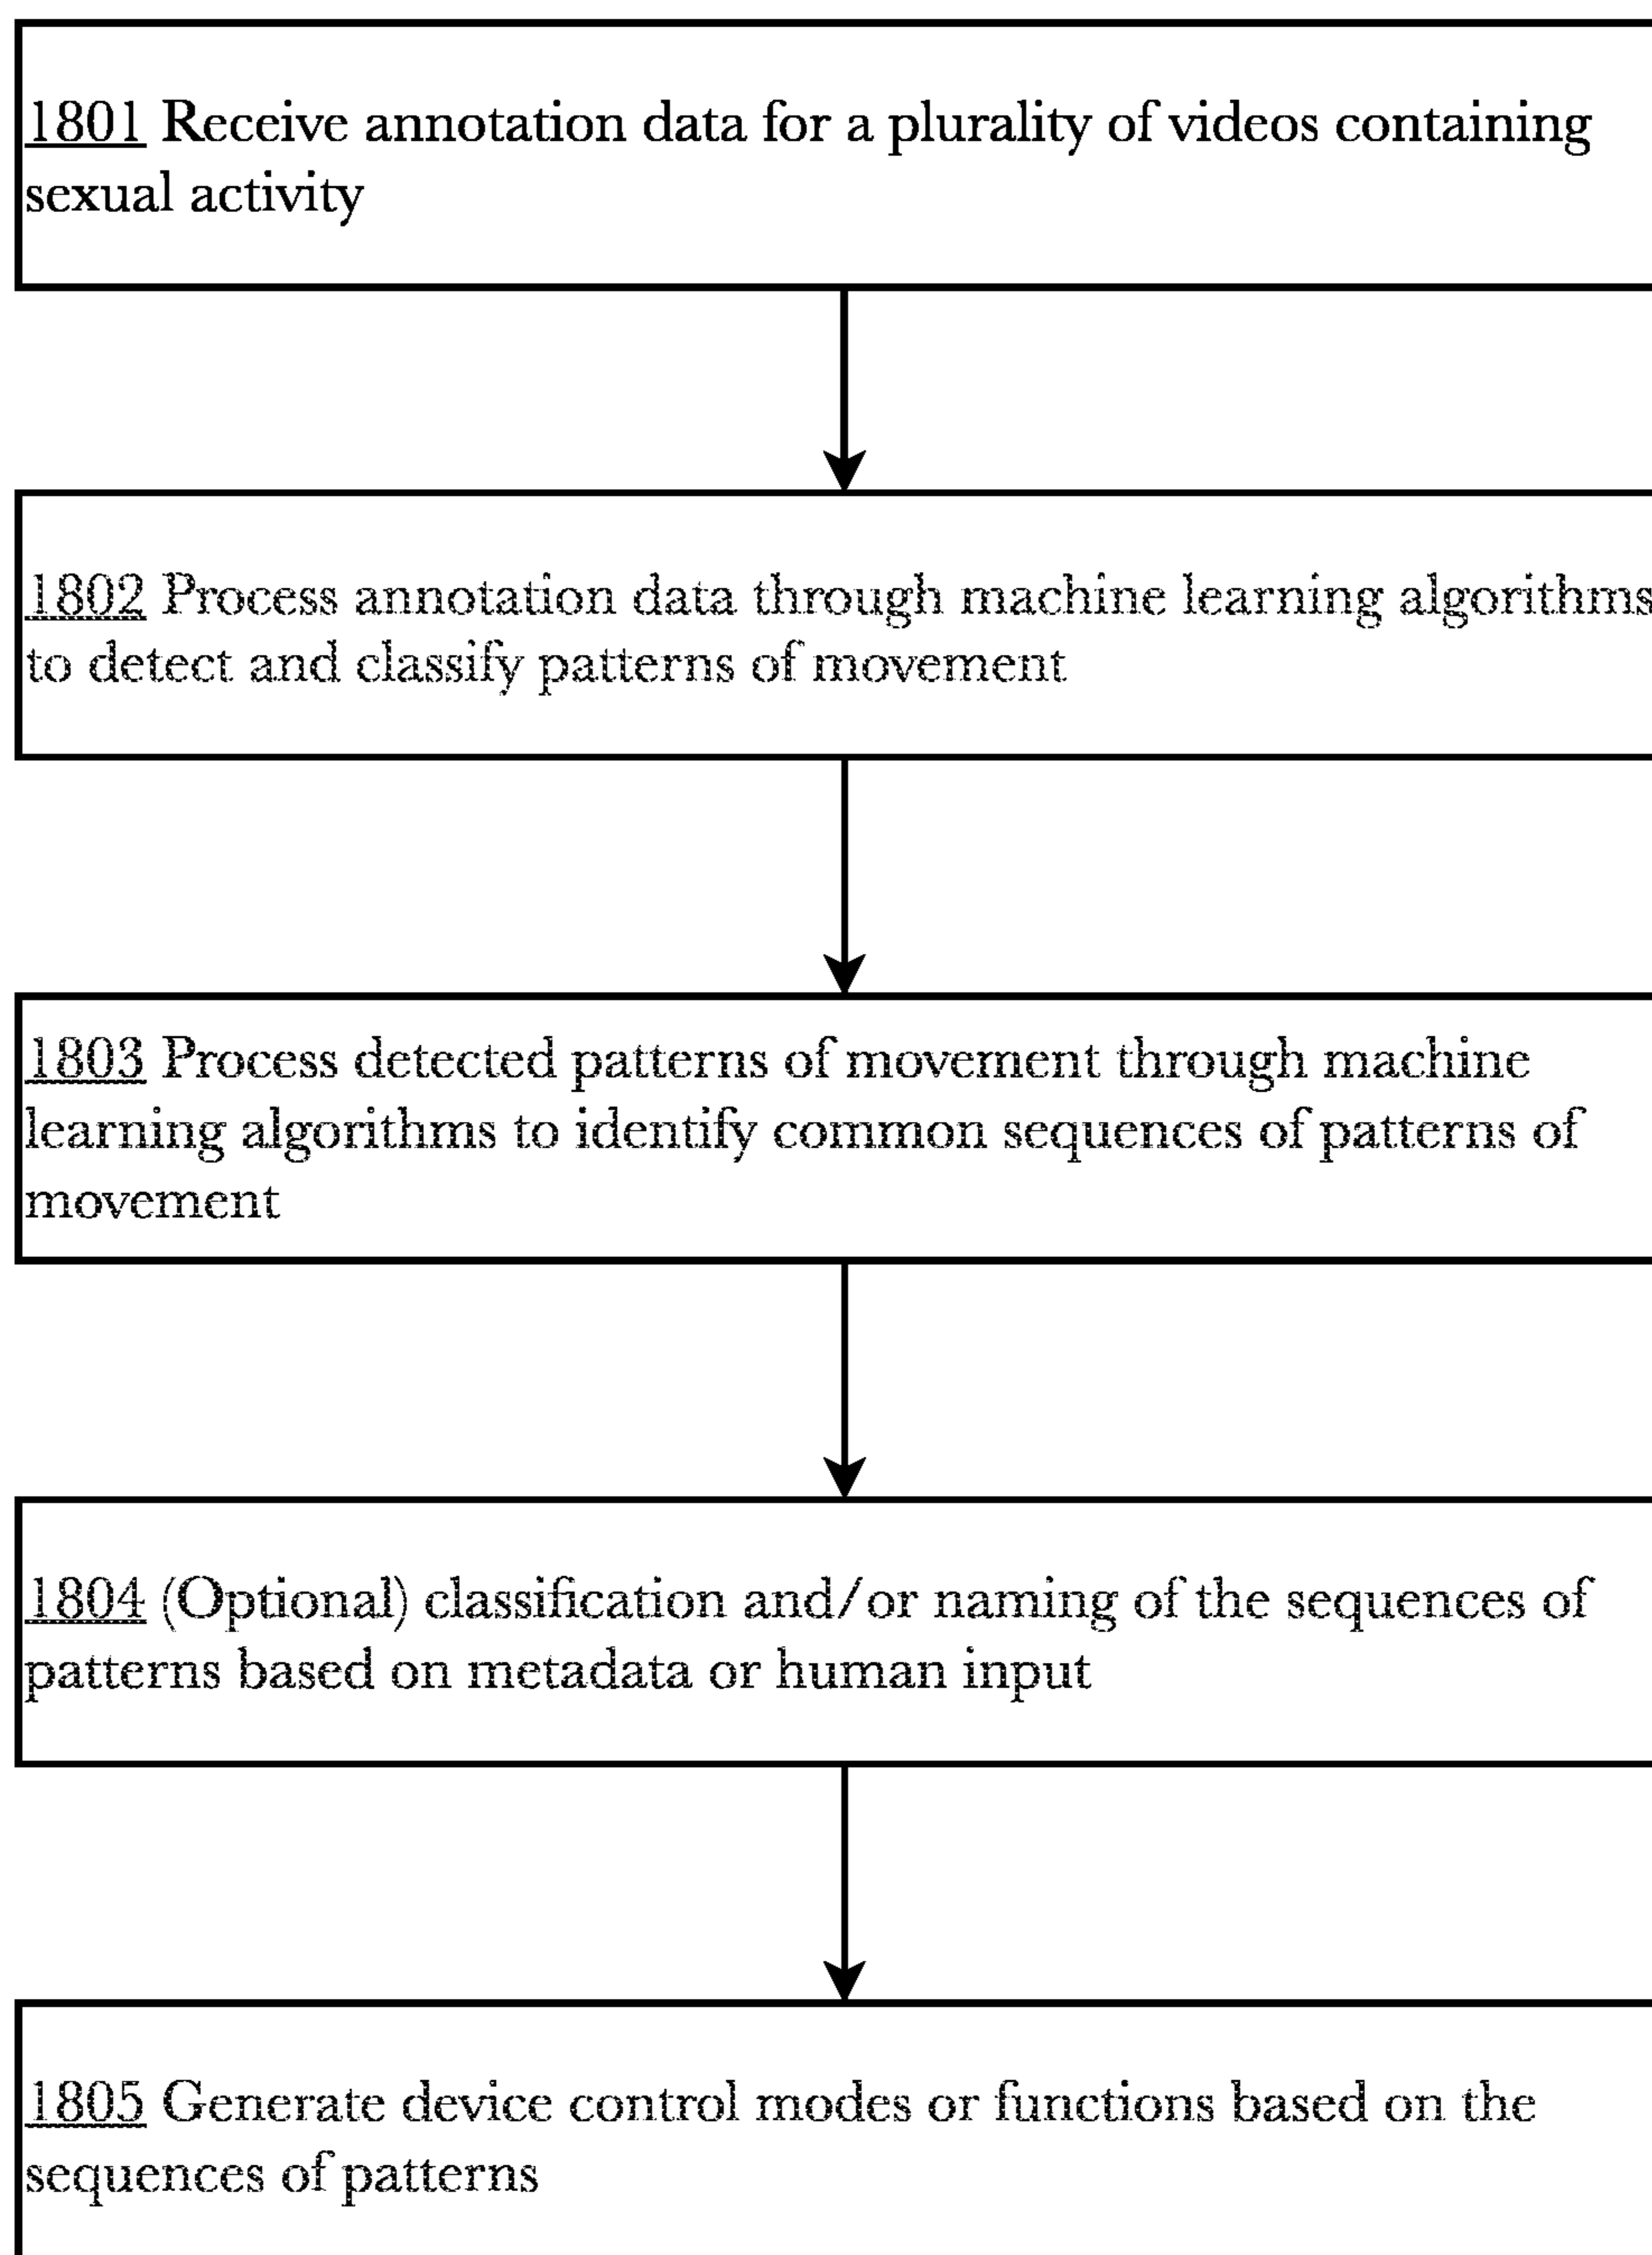 1801 Receive annotation data for a plurality of videos containing
sexual activity
1802 Process annotation data through machine learning algorithms
to detect and classify patterns of movement
1803 Process detected patterns of movement through machine
learning algorithms to identify common sequences of patterns of
movement
1804 (Optional) classification and/or naming of the sequences of
patterns based on metadata or human input
1805 Generate device control modes or functions based on the
sequences of patterns